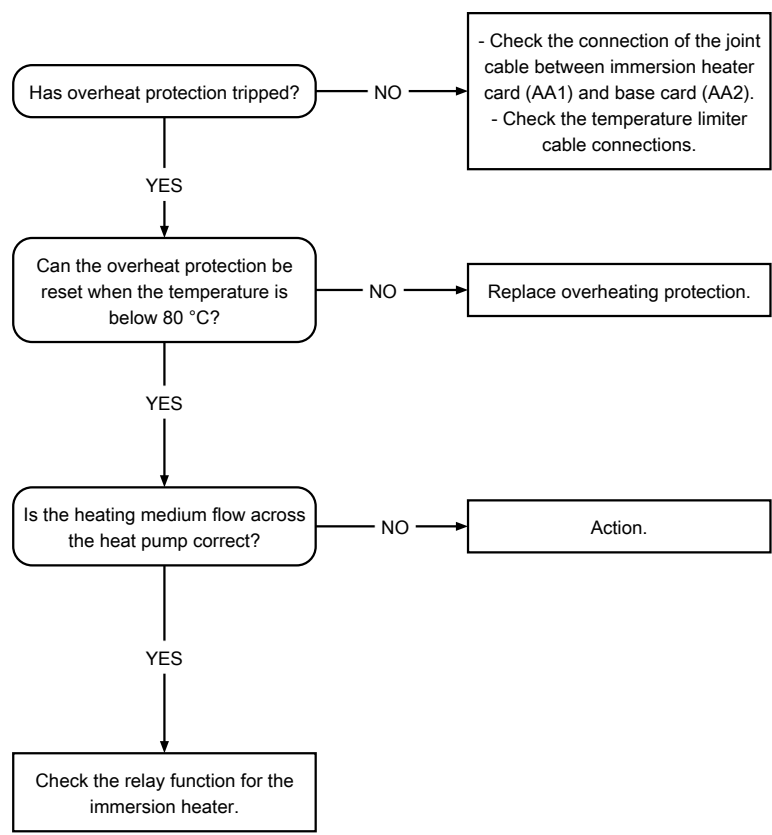 Has overheat protection tripped?
NO
- Check the connection of the joint
cable between immersion heater
card (AA1) and base card (AA2).
- Check the temperature limiter
cable connections.
YES
Can the overheat protection be
reset when the temperature is
below 80 °C?
NO
Replace overheating protection.
YES
Is the heating medium flow across
the heat pump correct?
NO
Action.
YES
Check the relay function for the
immersion heater.